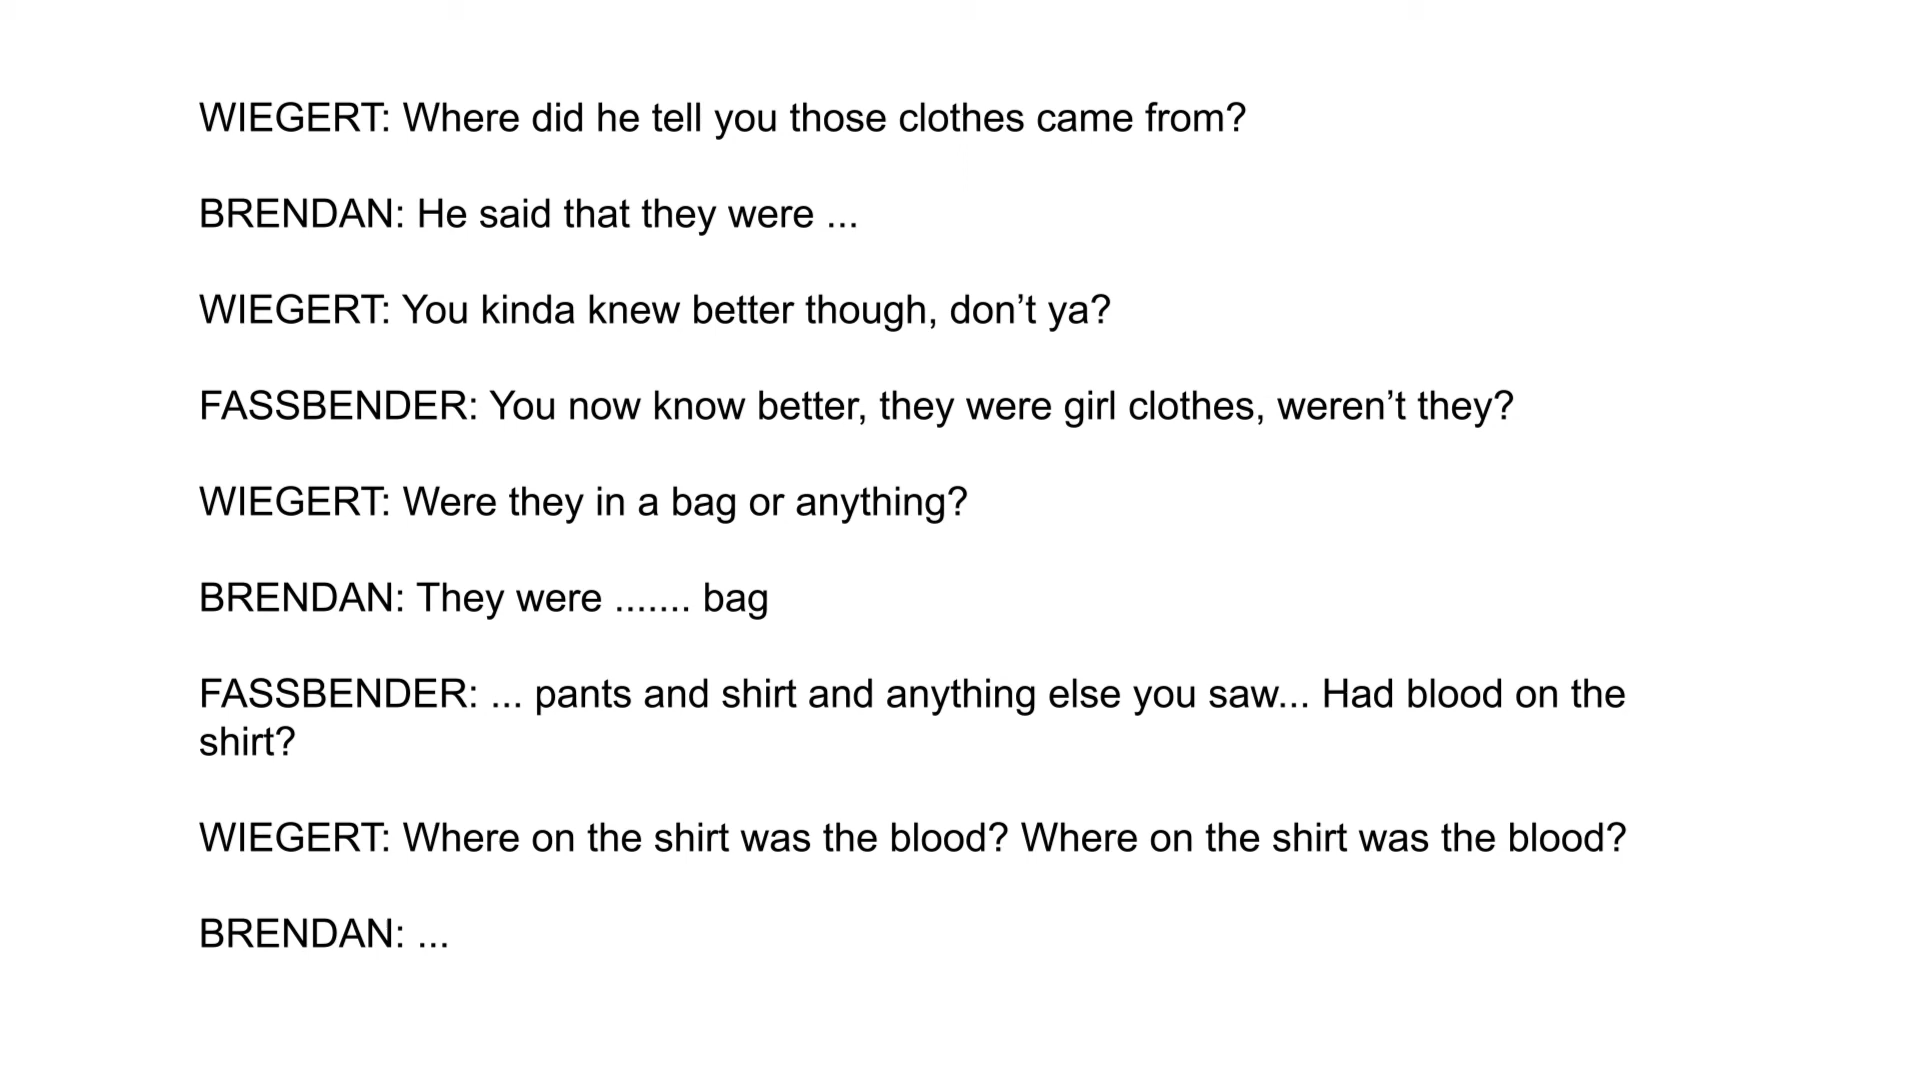 WIEGERT: Where did he tell you those clothes came from?
BRENDAN: He said that they were ...
WIEGERT: You kinda knew better though, don’t ya?
FASSBENDER: You now know better, they were girl clothes, weren’t they?
WIEGERT: Were they in a bag or anything?
BRENDAN: They were ....... bag
FASSBENDER: ... pants and shirt and anything else you saw... Had blood on the
shirt?
WIEGERT: Where on the shirt was the blood? Where on the shirt was the blood?
BRENDAN: ...